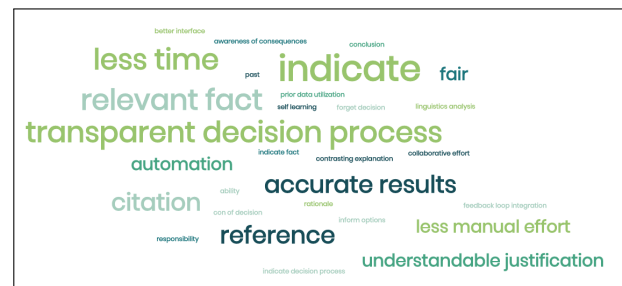 better interface
awareness of consequences
conclusion
less time
indicate
past
fair
relevant fact
prior data utilization
self learning
forget decision
linguistics analysis
transparent decision process
indicate fact
contrasting explanation
collaborative effort
automation
ability
accurate results
citation
rationale
feedback loop integration
con of decision
inform options
less manual effort
responsibility
reference
understandable justification
indicate decision process